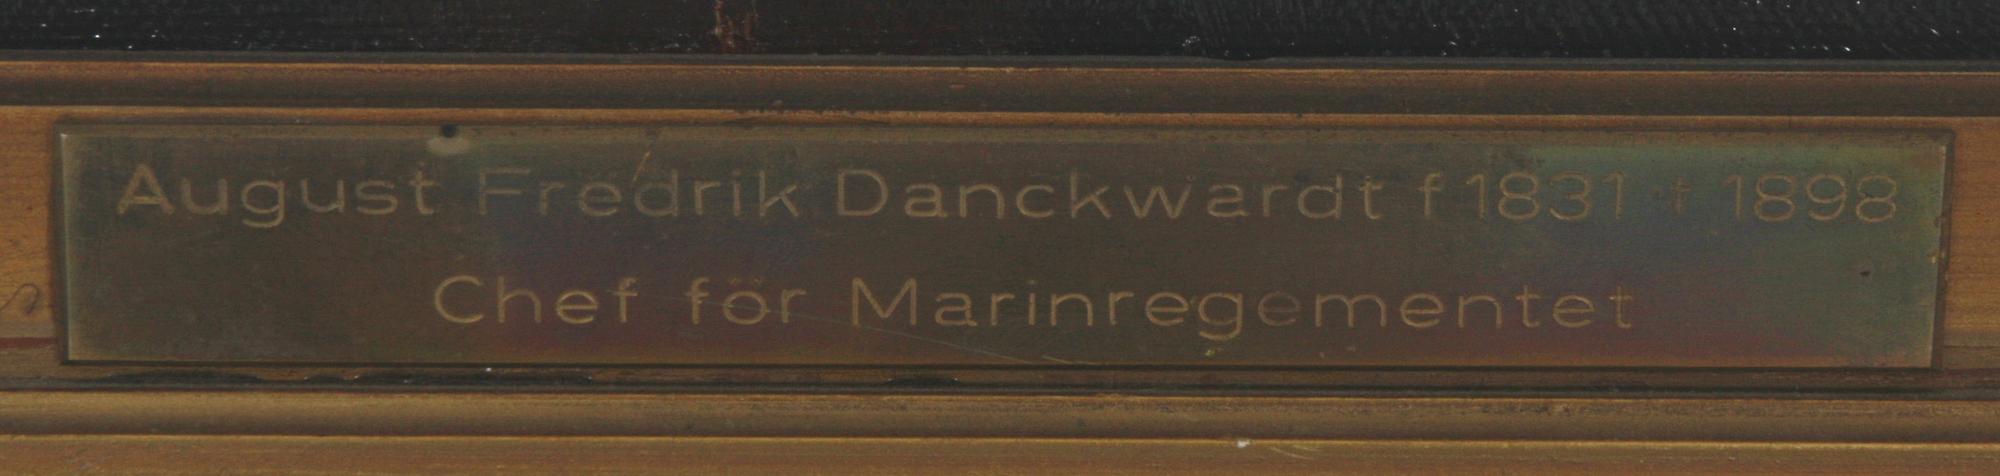 August Fredrik Danckwardt f 1831 † 1898
Chef för Marinregementet